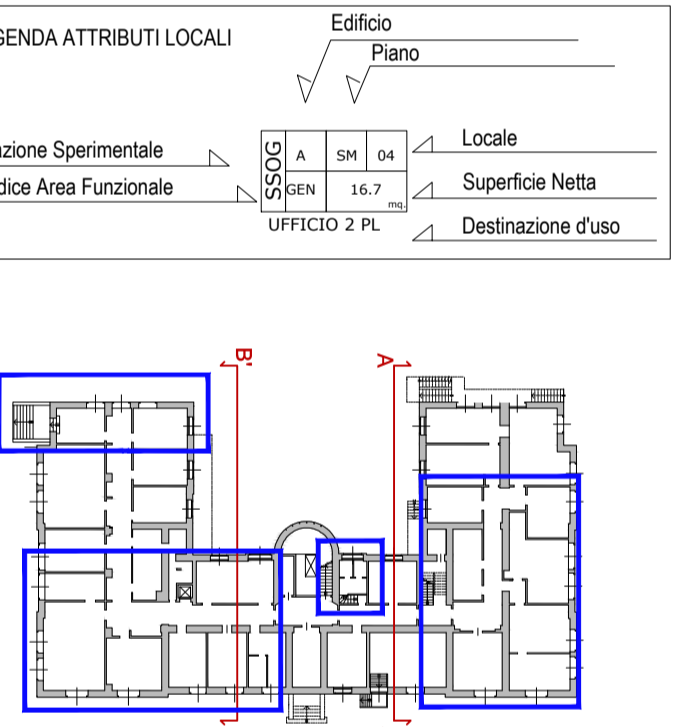 GENDA ATTRIBUTI LOCALI
Edificio
Piano
azione Sperimentale
dice Area Funzionale
SSOG
A SM 04
GEN 16.7
mq.
UFFICIO 2 PL
Locale
Superficie Netta
Destinazione d'uso
B'
A